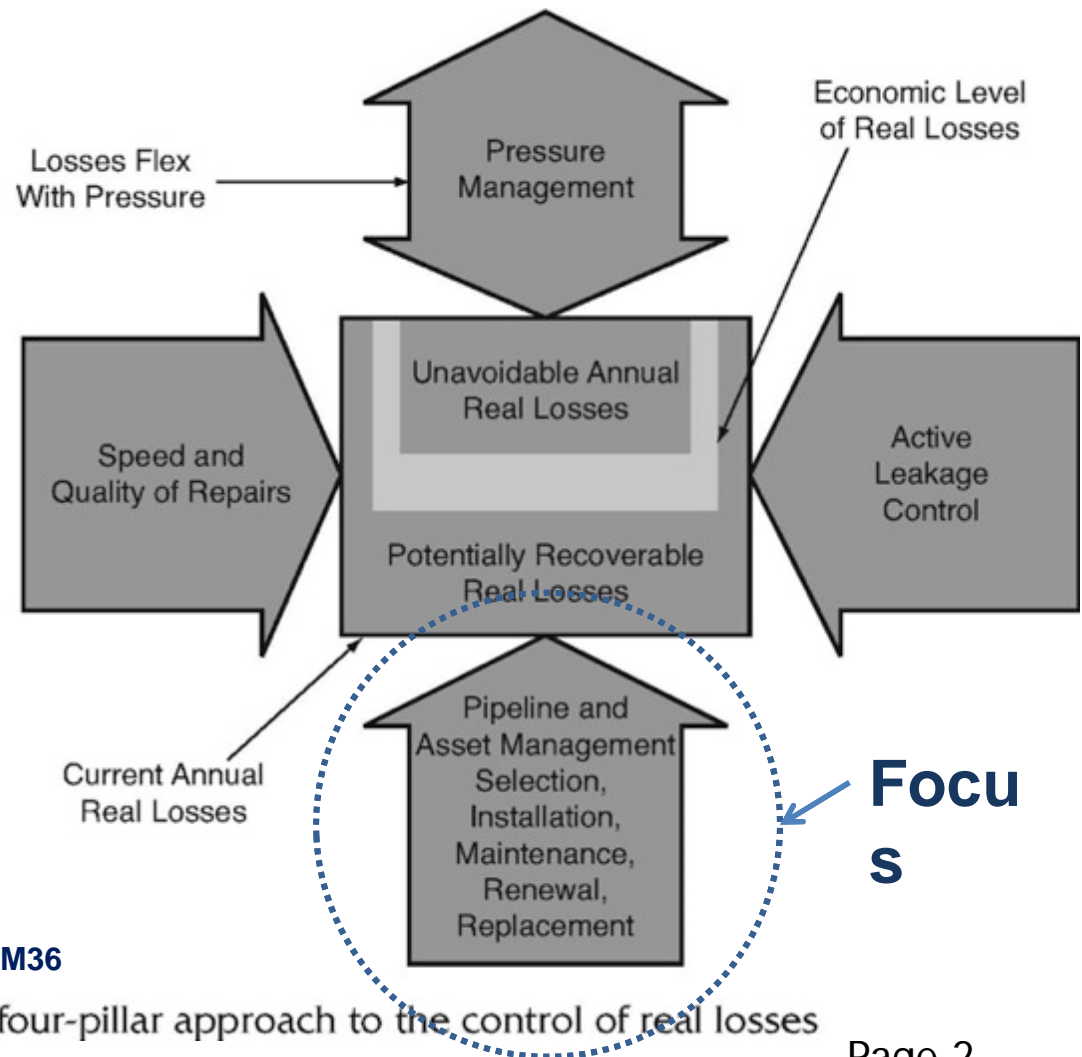 Economic Level
of Real Losses
Pressure
Management
Losses Flex
With Pressure
Unavoidable Annual
Real Losses
Speed and
Quality of Repairs
Active
Leakage
Control
Potentially Recoverable
Real Losses
Pipeline and
Asset Management
Selection,
Installation,
Maintenance,
Renewal,
Replacement
Current Annual
Real Losses
Focu
s
M36
four-pillar approach to the control of real losses
Page 2